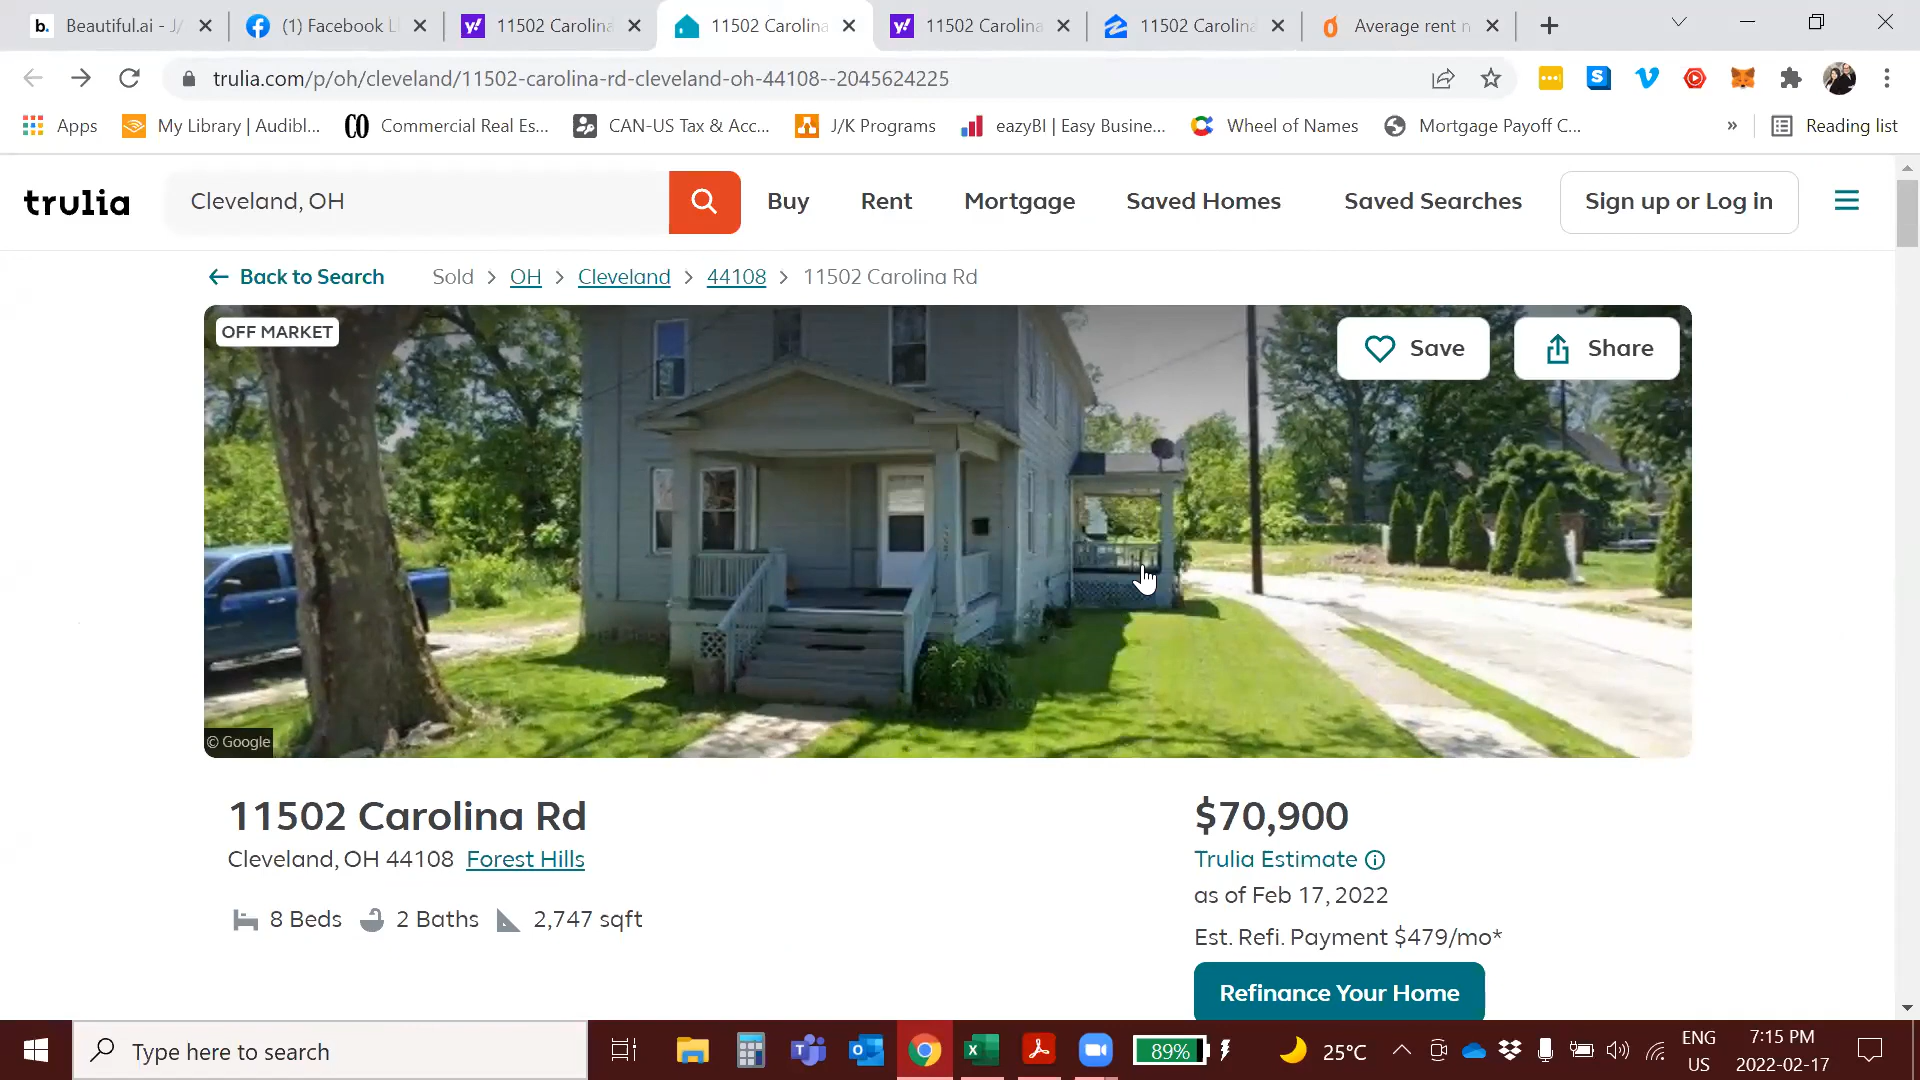 b. Beautiful.ai - J/
(1) Facebook L
y! 11502 Carolina
11502 Carolina
y! 11502 Carolina
11502 Carolina
Average rent n
trulia.com/p/oh/cleveland/11502-carolina-rd-cleveland-oh-44108--2045624225
Apps
My Library | Audibl...
Commercial Real Es...
CAN-US Tax & Acc...
J/K Programs
eazyBI | Easy Busine...
Wheel of Names
Mortgage Payoff C...
»
Reading list
trulia
Cleveland, OH
Buy
Rent
Mortgage
Saved Homes
Saved Searches
Sign up or Log in
Back to Search
Sold > OH > Cleveland > 44108 > 11502 Carolina Rd
OFF MARKET
Save
Share
© Google
11502 Carolina Rd
Cleveland, OH 44108 Forest Hills
8 Beds 2 Baths 2,747 sqft
$70,900
Trulia Estimate
as of Feb 17, 2022
Est. Refi. Payment $479/mo*
Refinance Your Home
Type here to search
89%
25°C
ENG
US
7:15 PM
2022-02-17